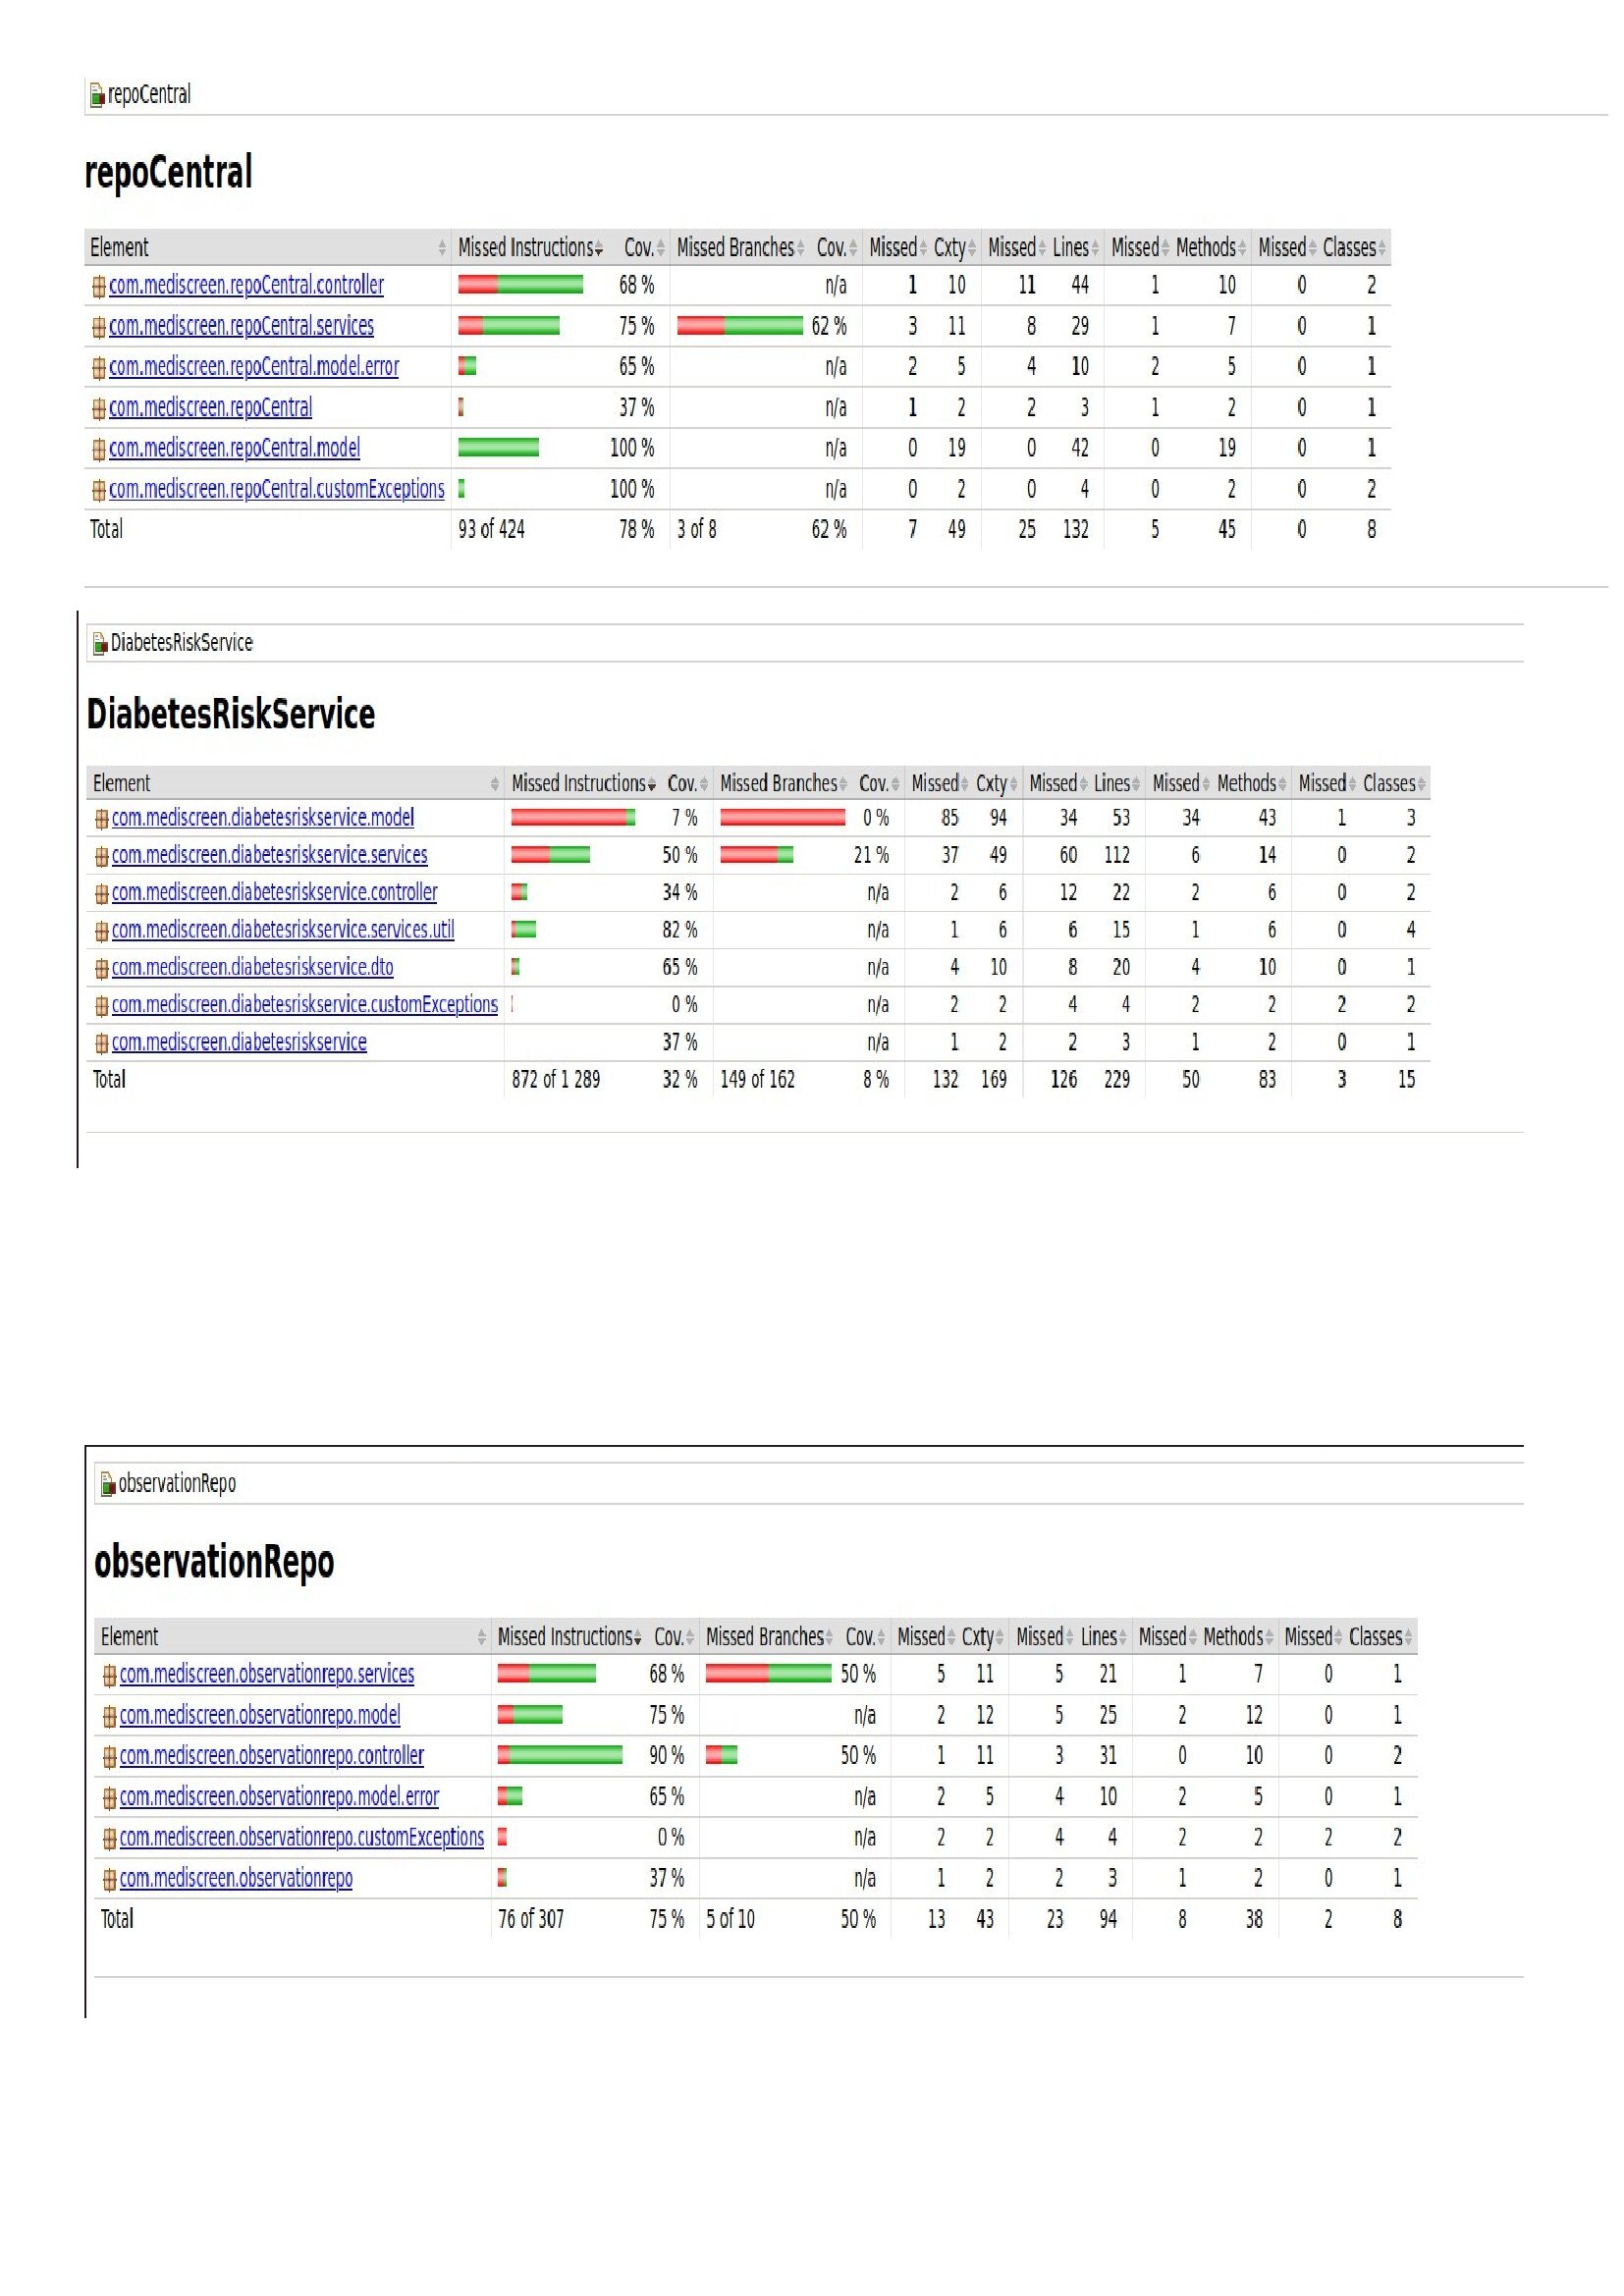 repoCentral
repoCentral
Element Missed Instructions Cov. Missed Branches Cov. Missed Cxty Missed Lines Missed Methods Missed Classes
com.mediscreen.repoCentral.controller 68 % n/a 1 10 11 44 1 10 0 2
com.mediscreen.repoCentral.services 75 % 62 % 3 11 8 29 1 7 0 1
com.mediscreen.repoCentral.model.error 65 % n/a 2 5 4 10 2 5 0 1
com.mediscreen.repoCentral 37 % n/a 1 2 2 3 1 2 0 1
com.mediscreen.repoCentral.model 100 % n/a 0 19 0 42 0 19 0 1
com.mediscreen.repoCentral.customExceptions 100 % n/a 0 2 0 4 0 2 0 2
Total 93 of 424 78 % 3 of 8 62 % 7 49 25 132 5 45 0 8
DiabetesRiskService
DiabetesRiskService
Element Missed Instructions Cov. Missed Branches Cov. Missed Cxty Missed Lines Missed Methods Missed Classes
com.mediscreen.diabetesriskservice.model 7 % 0 % 85 94 34 53 34 43 1 3
com.mediscreen.diabetesriskservice.services 50 % 21 % 37 49 60 112 6 14 0 2
com.mediscreen.diabetesriskservice.controller 34 % n/a 2 6 12 22 2 6 0 2
com.mediscreen.diabetesriskservice.services.util 82 % n/a 1 6 6 15 1 6 0 4
com.mediscreen.diabetesriskservice.dto 65 % n/a 4 10 8 20 4 10 0 1
com.mediscreen.diabetesriskservice.customExceptions 0 % n/a 2 2 4 4 2 2 2 2
com.mediscreen.diabetesriskservice 37 % n/a 1 2 2 3 1 2 0 1
Total 872 of 1 289 32 % 149 of 162 8 % 132 169 126 229 50 83 3 15
observationRepo
observationRepo
Element Missed Instructions Cov. Missed Branches Cov. Missed Cxty Missed Lines Missed Methods Missed Classes
com.mediscreen.observationrepo.services 68 % 50 % 5 11 5 21 1 7 0 1
com.mediscreen.observationrepo.model 75 % n/a 2 12 5 25 2 12 0 1
com.mediscreen.observationrepo.controller 90 % 50 % 1 11 3 31 0 10 0 2
com.mediscreen.observationrepo.model.error 65 % n/a 2 5 4 10 2 5 0 1
com.mediscreen.observationrepo.customExceptions 0 % n/a 2 2 4 4 2 2 2 2
com.mediscreen.observationrepo 37 % n/a 1 2 2 3 1 2 0 1
Total 76 of 307 75 % 5 of 10 50 % 13 43 23 94 8 38 2 8